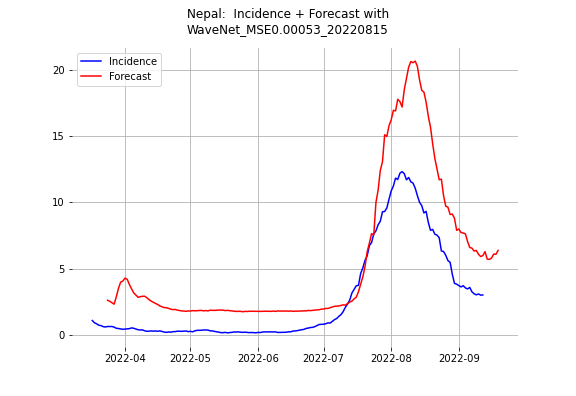 Nepal:  Incidence + Forecast with
WaveNet_MSE0.00053_20220815
Incidence
Forecast
20
15
10
5
0
2022-04 2022-05 2022-06 2022-07 2022-08 2022-09